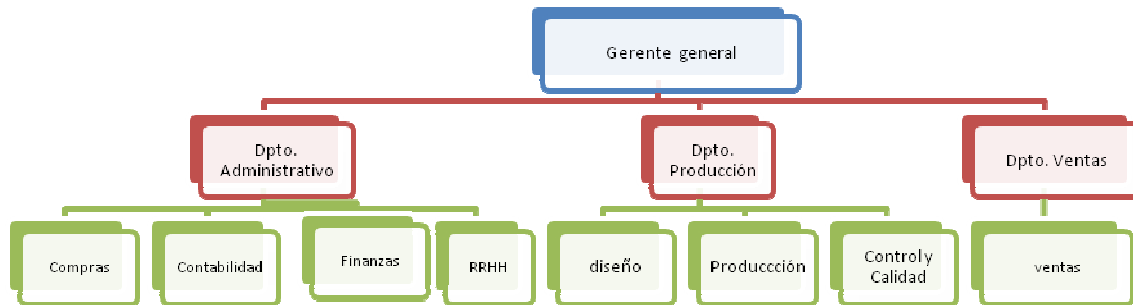 Gerente general
Dpto.
Administrativo
Dpto.
Producción
Dpto. Ventas
Compras
Contabilidad
Finanzas
RRHH
diseño
Produccción
Control y
Calidad
ventas